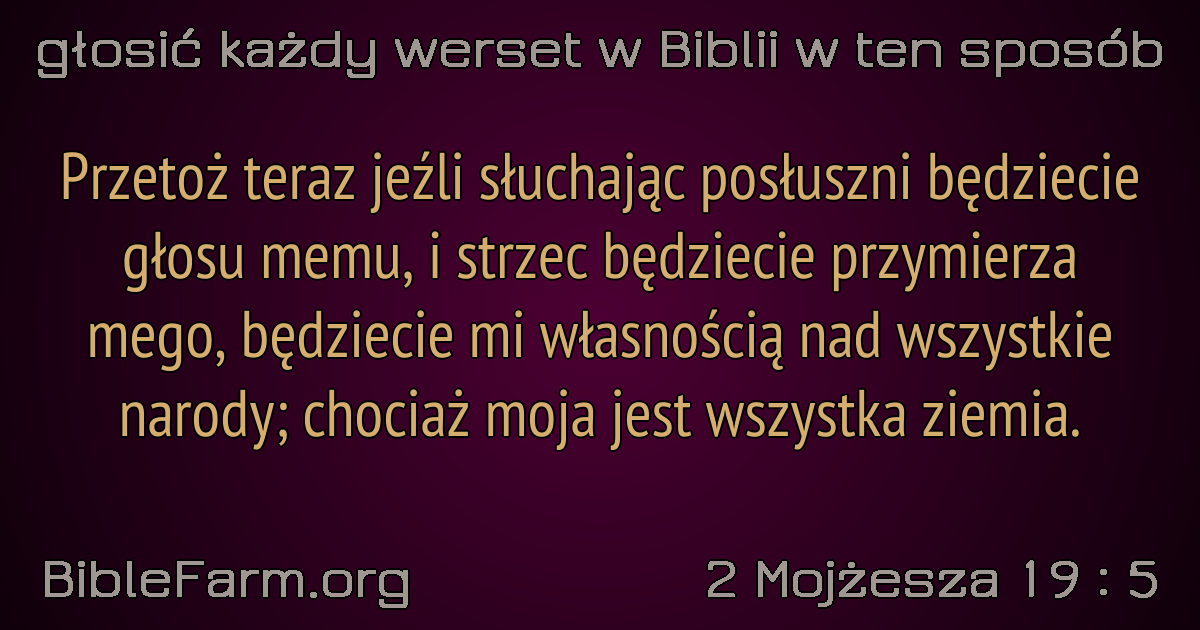 głosić każdy werset w Biblii w ten sposób
Przetoż teraz jeźli słuchając posłuszni będziecie
głosu memu, i strzec będziecie przymierza
mego, będziecie mi własnością nad wszystkie
narody; chociaż moja jest wszystka ziemia.
BibleFarm.org
2 Mojżesza 19 : 5